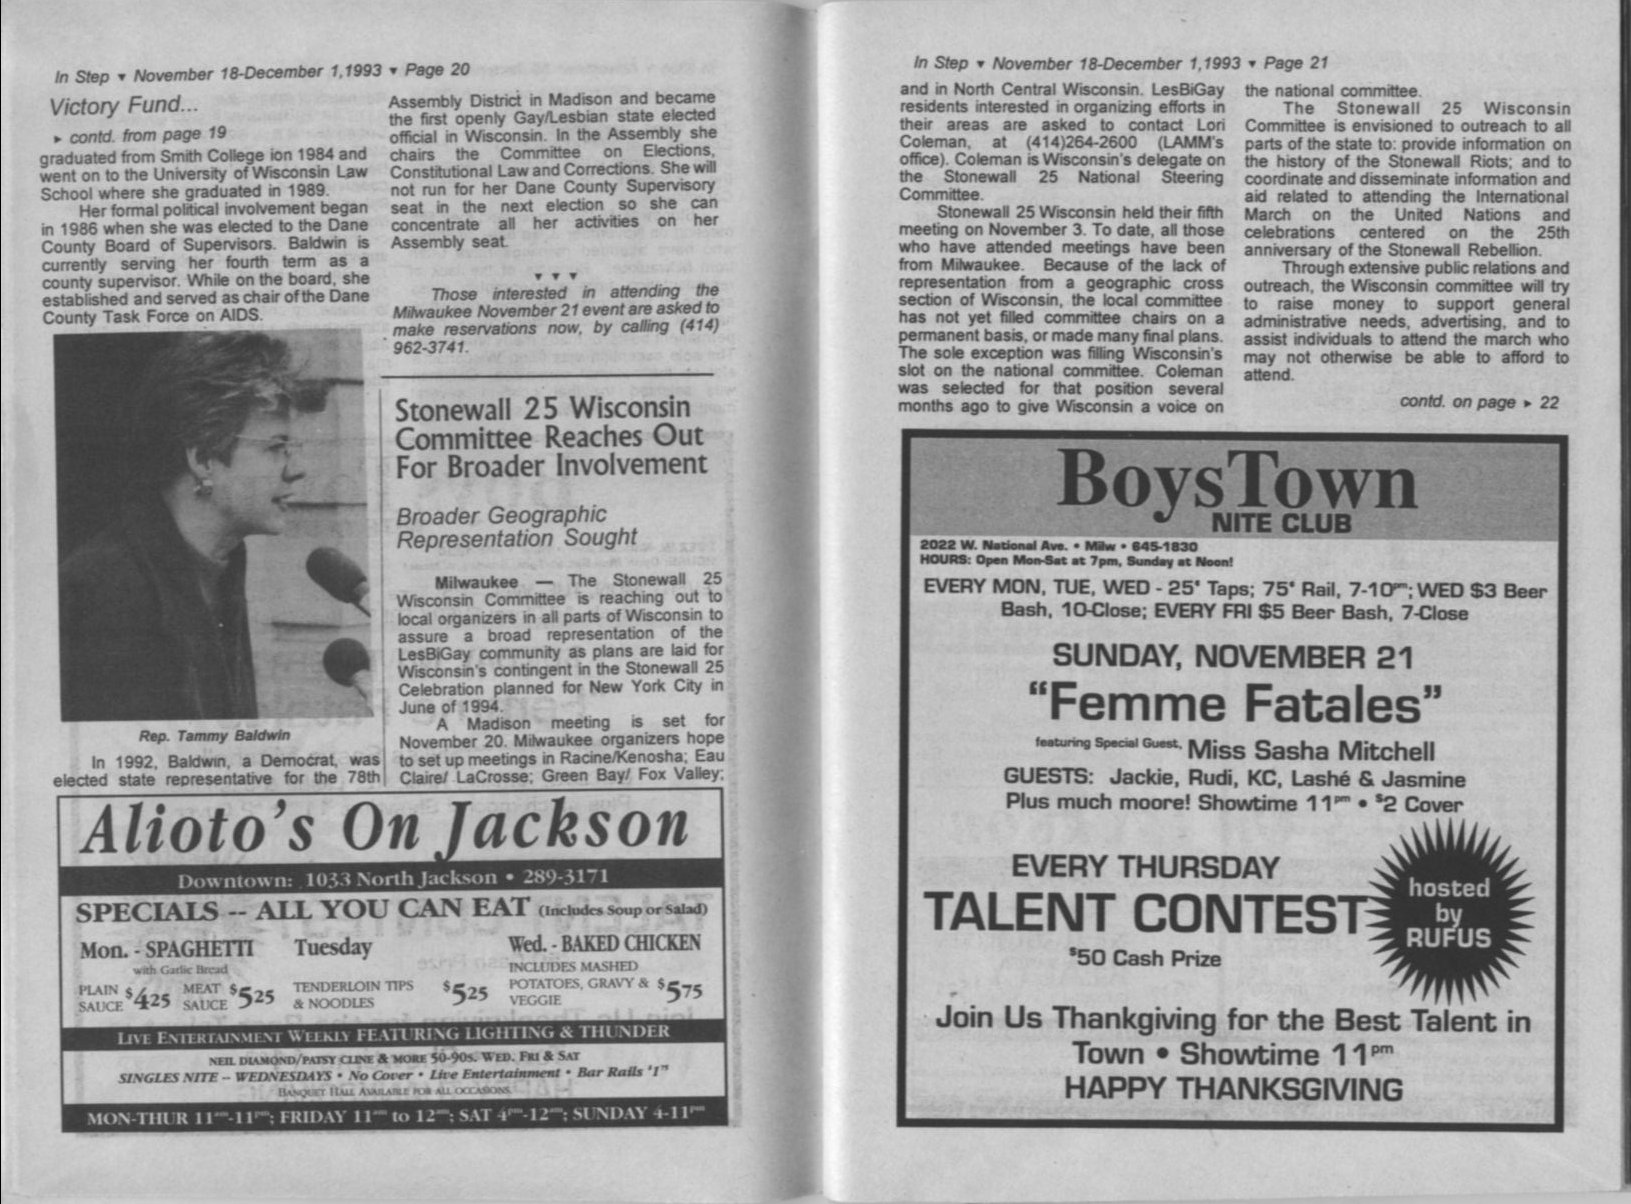 In Step ▾ November 18-December 1,1993 ▾ Page 20
Victory Fund...
▸ contd. from page 19
graduated from Smith College ion 1984 and
went on to the University of Wisconsin Law
School where she graduated in 1989.
Her formal political involvement began
in 1986 when she was elected to the Dane
County Board of Supervisors. Baldwin is
currently serving her fourth term as a
county supervisor. While on the board, she
established and served as chair of the Dane
County Task Force on AIDS.
Rep. Tammy Baldwin
In 1992, Baldwin, a Democrat, was
elected state representative for the 78th
Assembly District in Madison and became
the first openly Gay/Lesbian state elected
official in Wisconsin. In the Assembly she
chairs the Committee on Elections,
Constitutional Law and Corrections. She will
not run for her Dane County Supervisory
seat in the next election so she can
concentrate all her activities on her
Assembly seat.
▾ ▾ ▾
Those interested in attending the
Milwaukee November 21 event are asked to
make reservations now, by calling (414)
962-3741.
Stonewall 25 Wisconsin
Committee Reaches Out
For Broader Involvement
Broader Geographic
Representation Sought
Milwaukee — The Stonewall 25
Wisconsin Committee is reaching out to
local organizers in all parts of Wisconsin to
assure a broad representation of the
LesBiGay community as plans are laid for
Wisconsin's contingent in the Stonewall 25
Celebration planned for New York City in
June of 1994.
A Madison meeting is set for
November 20. Milwaukee organizers hope
to set up meetings in Racine/Kenosha; Eau
Claire/ LaCrosse; Green Bay/ Fox Valley;
Alioto's On Jackson
Downtown: 1033 North Jackson • 289-3171
SPECIALS -- ALL YOU CAN EAT (Includes Soup or Salad)
Mon. - SPAGHETTI
with Garlic Bread
PLAIN SAUCE $4.25 MEAT SAUCE $5.25
Tuesday
TENDERLOIN TIPS
& NOODLES $5.25
Wed. - BAKED CHICKEN
INCLUDES MASHED
POTATOES, GRAVY &
VEGGIE $5.75
LIVE ENTERTAINMENT WEEKLY FEATURING LIGHTING & THUNDER
NEIL DIAMOND/PATSY CLINE & MORE 50-90s. WED. FRI & SAT
SINGLES NITE -- WEDNESDAYS • No Cover • Live Entertainment • Bar Rails
BANQUET HALL AVAILABLE FOR ALL OCCASIONS.
MON-THUR 11am-11pm; FRIDAY 11am to 12am; SAT 4pm-12am; SUNDAY 4-11pm
In Step ▾ November 18-December 1,1993 ▾ Page 21
and in North Central Wisconsin. LesBiGay
residents interested in organizing efforts in
their areas are asked to contact Lori
Coleman, at (414)264-2600 (LAMM's
office). Coleman is Wisconsin's delegate on
the Stonewall 25 National Steering
Committee.
Stonewall 25 Wisconsin held their fifth
meeting on November 3. To date, all those
who have attended meetings have been
from Milwaukee. Because of the lack of
representation from a geographic cross
section of Wisconsin, the local committee
has not yet filled committee chairs on a
permanent basis, or made many final plans.
The sole exception was filling Wisconsin's
slot on the national committee. Coleman
was selected for that position several
months ago to give Wisconsin a voice on
the national committee.
The Stonewall 25 Wisconsin
Committee is envisioned to outreach to all
parts of the state to: provide information on
the history of the Stonewall Riots; and to
coordinate and disseminate information and
aid related to attending the International
March on the United Nations and
celebrations centered on the 25th
anniversary of the Stonewall Rebellion.
Through extensive public relations and
outreach, the Wisconsin committee will try
to raise money to support general
administrative needs, advertising, and to
assist individuals to attend the march who
may not otherwise be able to afford to
attend.
contd. on page ▸ 22
BoysTown
NITE CLUB
2022 W. National Ave. • Milw • 645-1830
HOURS: Open Mon-Sat at 7pm, Sunday at Noon!
EVERY MON, TUE, WED - 25¢ Taps; 75¢ Rail, 7-10pm; WED $3 Beer
Bash, 10-Close; EVERY FRI $5 Beer Bash, 7-Close
SUNDAY, NOVEMBER 21
“Femme Fatales”
featuring Special Guest, Miss Sasha Mitchell
GUESTS: Jackie, Rudi, KC, Lashé & Jasmine
Plus much moore! Showtime 11pm • $2 Cover
EVERY THURSDAY
TALENT CONTEST
$50 Cash Prize
hosted
by
RUFUS
Join Us Thankgiving for the Best Talent in
Town • Showtime 11pm
HAPPY THANKSGIVING